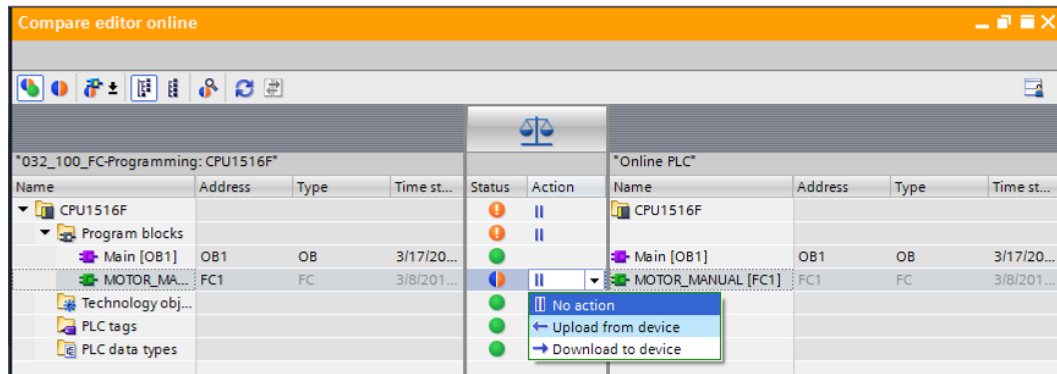 Compare editor online
"032_100_FC-Programming: CPU1516F" "Online PLC"
Name Address Type Time st... Status Action Name Address Type Time st...
CPU1516F CPU1516F
Program blocks
Main [OB1] OB1 OB 3/17/20... Main [OB1] OB1 OB 3/17/20...
MOTOR_MA... FC1 FC 3/8/201... MOTOR_MANUAL [FC1] FC1 FC 3/8/201...
Technology obj... No action
PLC tags Upload from device
PLC data types Download to device